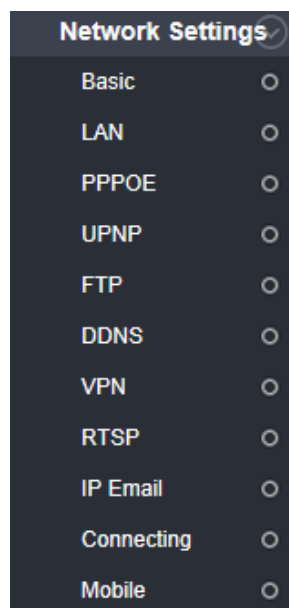 Network Settings
Basic
LAN
PPPOE
UPNP
FTP
DDNS
VPN
RTSP
IP Email
Connecting
Mobile